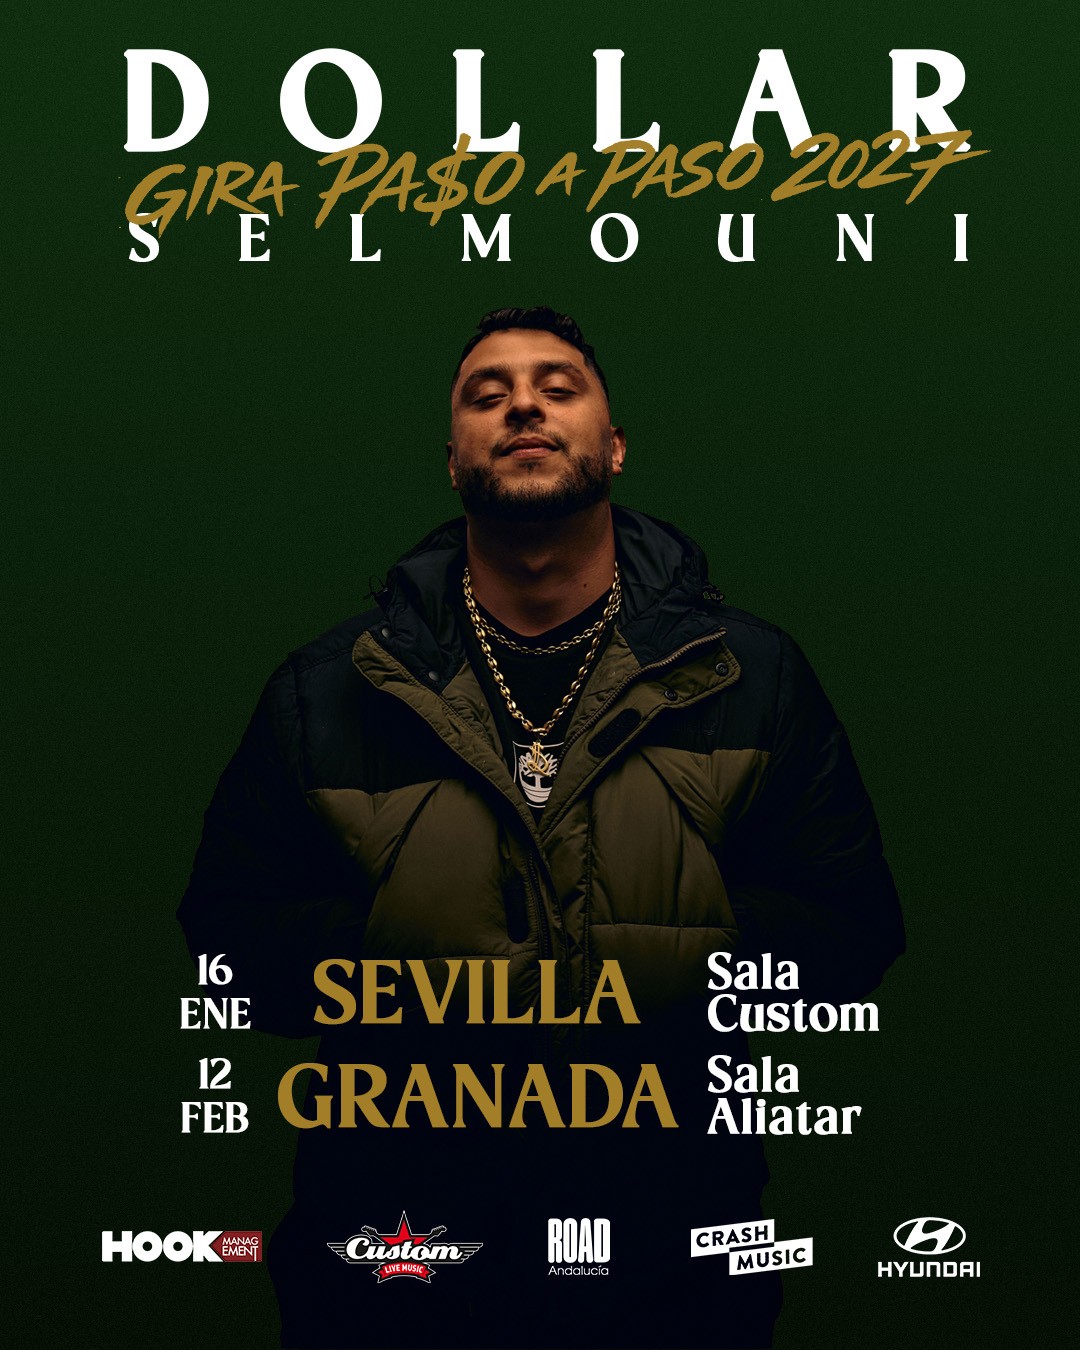 DOLLAR
GIRA PA$O A PASO 2027
SELMOUNI
16 ENE
SEVILLA
Sala Custom
12 FEB
GRANADA
Sala Aliatar
HOOK MANAGEMENT
Custom
LIVE MUSIC
ROAD
Andalucía
CRASH
MUSIC
HYUNDAI